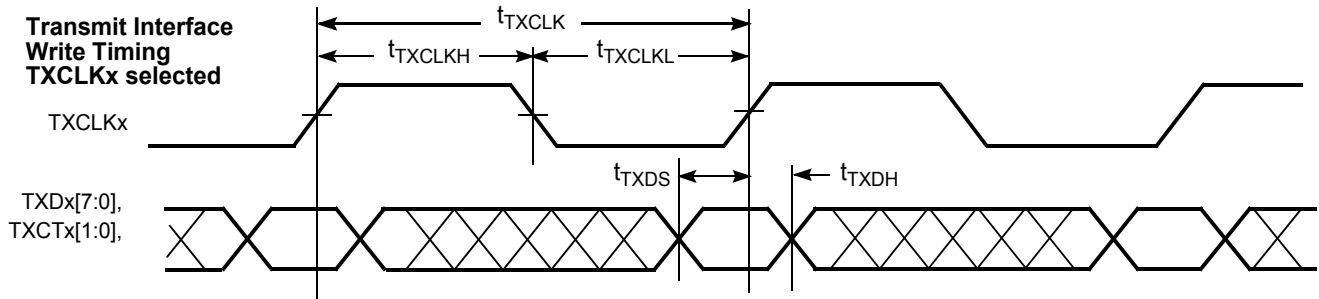 Transmit Interface
Write Timing
TXCLKx selected
tTXCLK
tTXCLKH
tTXCLKL
TXCLKx
tTXDS
tTXDH
TXDx[7:0],
TXCTx[1:0],